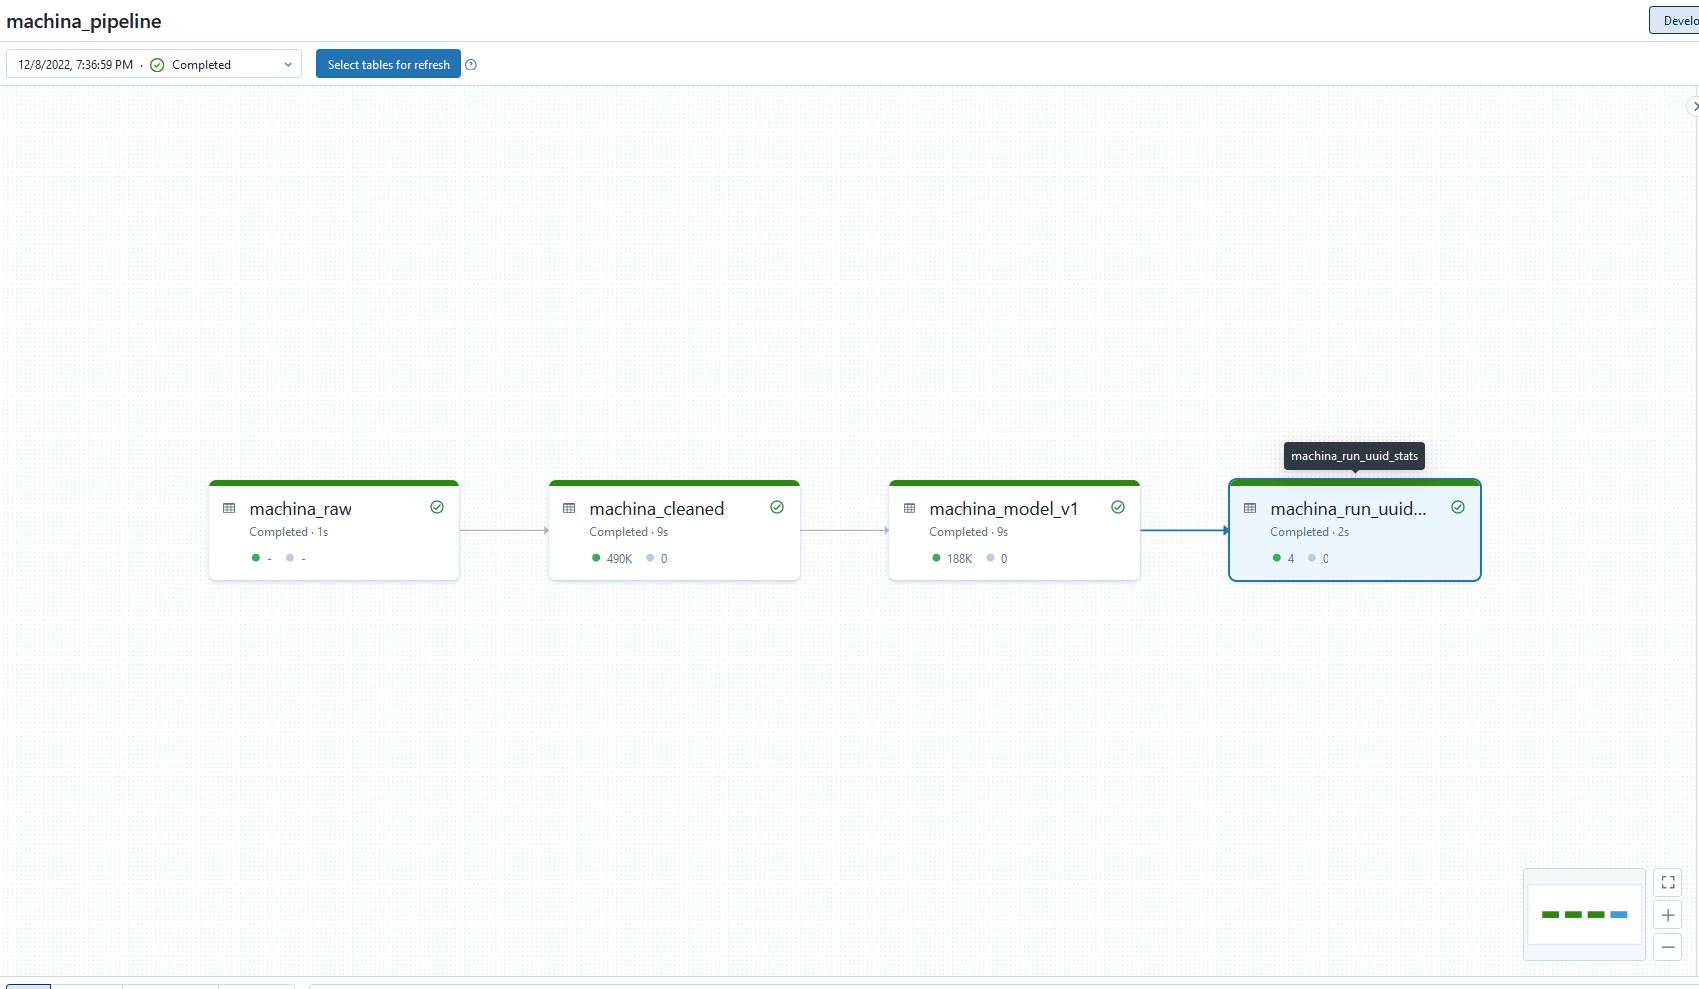 machina_pipeline
Develo
12/8/2022, 7:36:59 PM · Completed
Select tables for refresh
machina_run_uuid_stats
machina_raw
Completed · 1s
- -
machina_cleaned
Completed · 9s
490K 0
machina_model_v1
Completed · 9s
188K 0
machina_run_uuid...
Completed · 2s
4 0